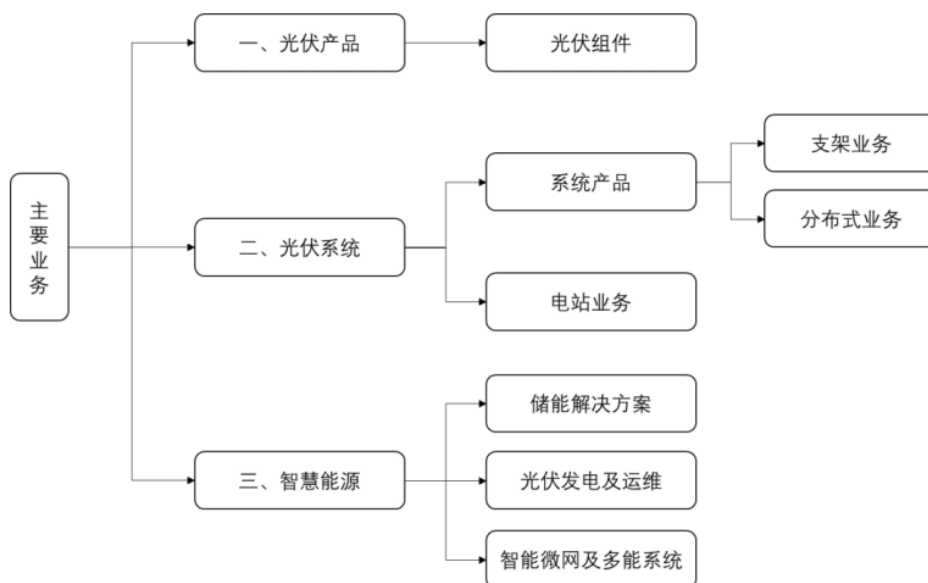 主要业务
一、光伏产品
光伏组件
二、光伏系统
系统产品
支架业务
分布式业务
电站业务
三、智慧能源
储能解决方案
光伏发电及运维
智能微网及多能系统